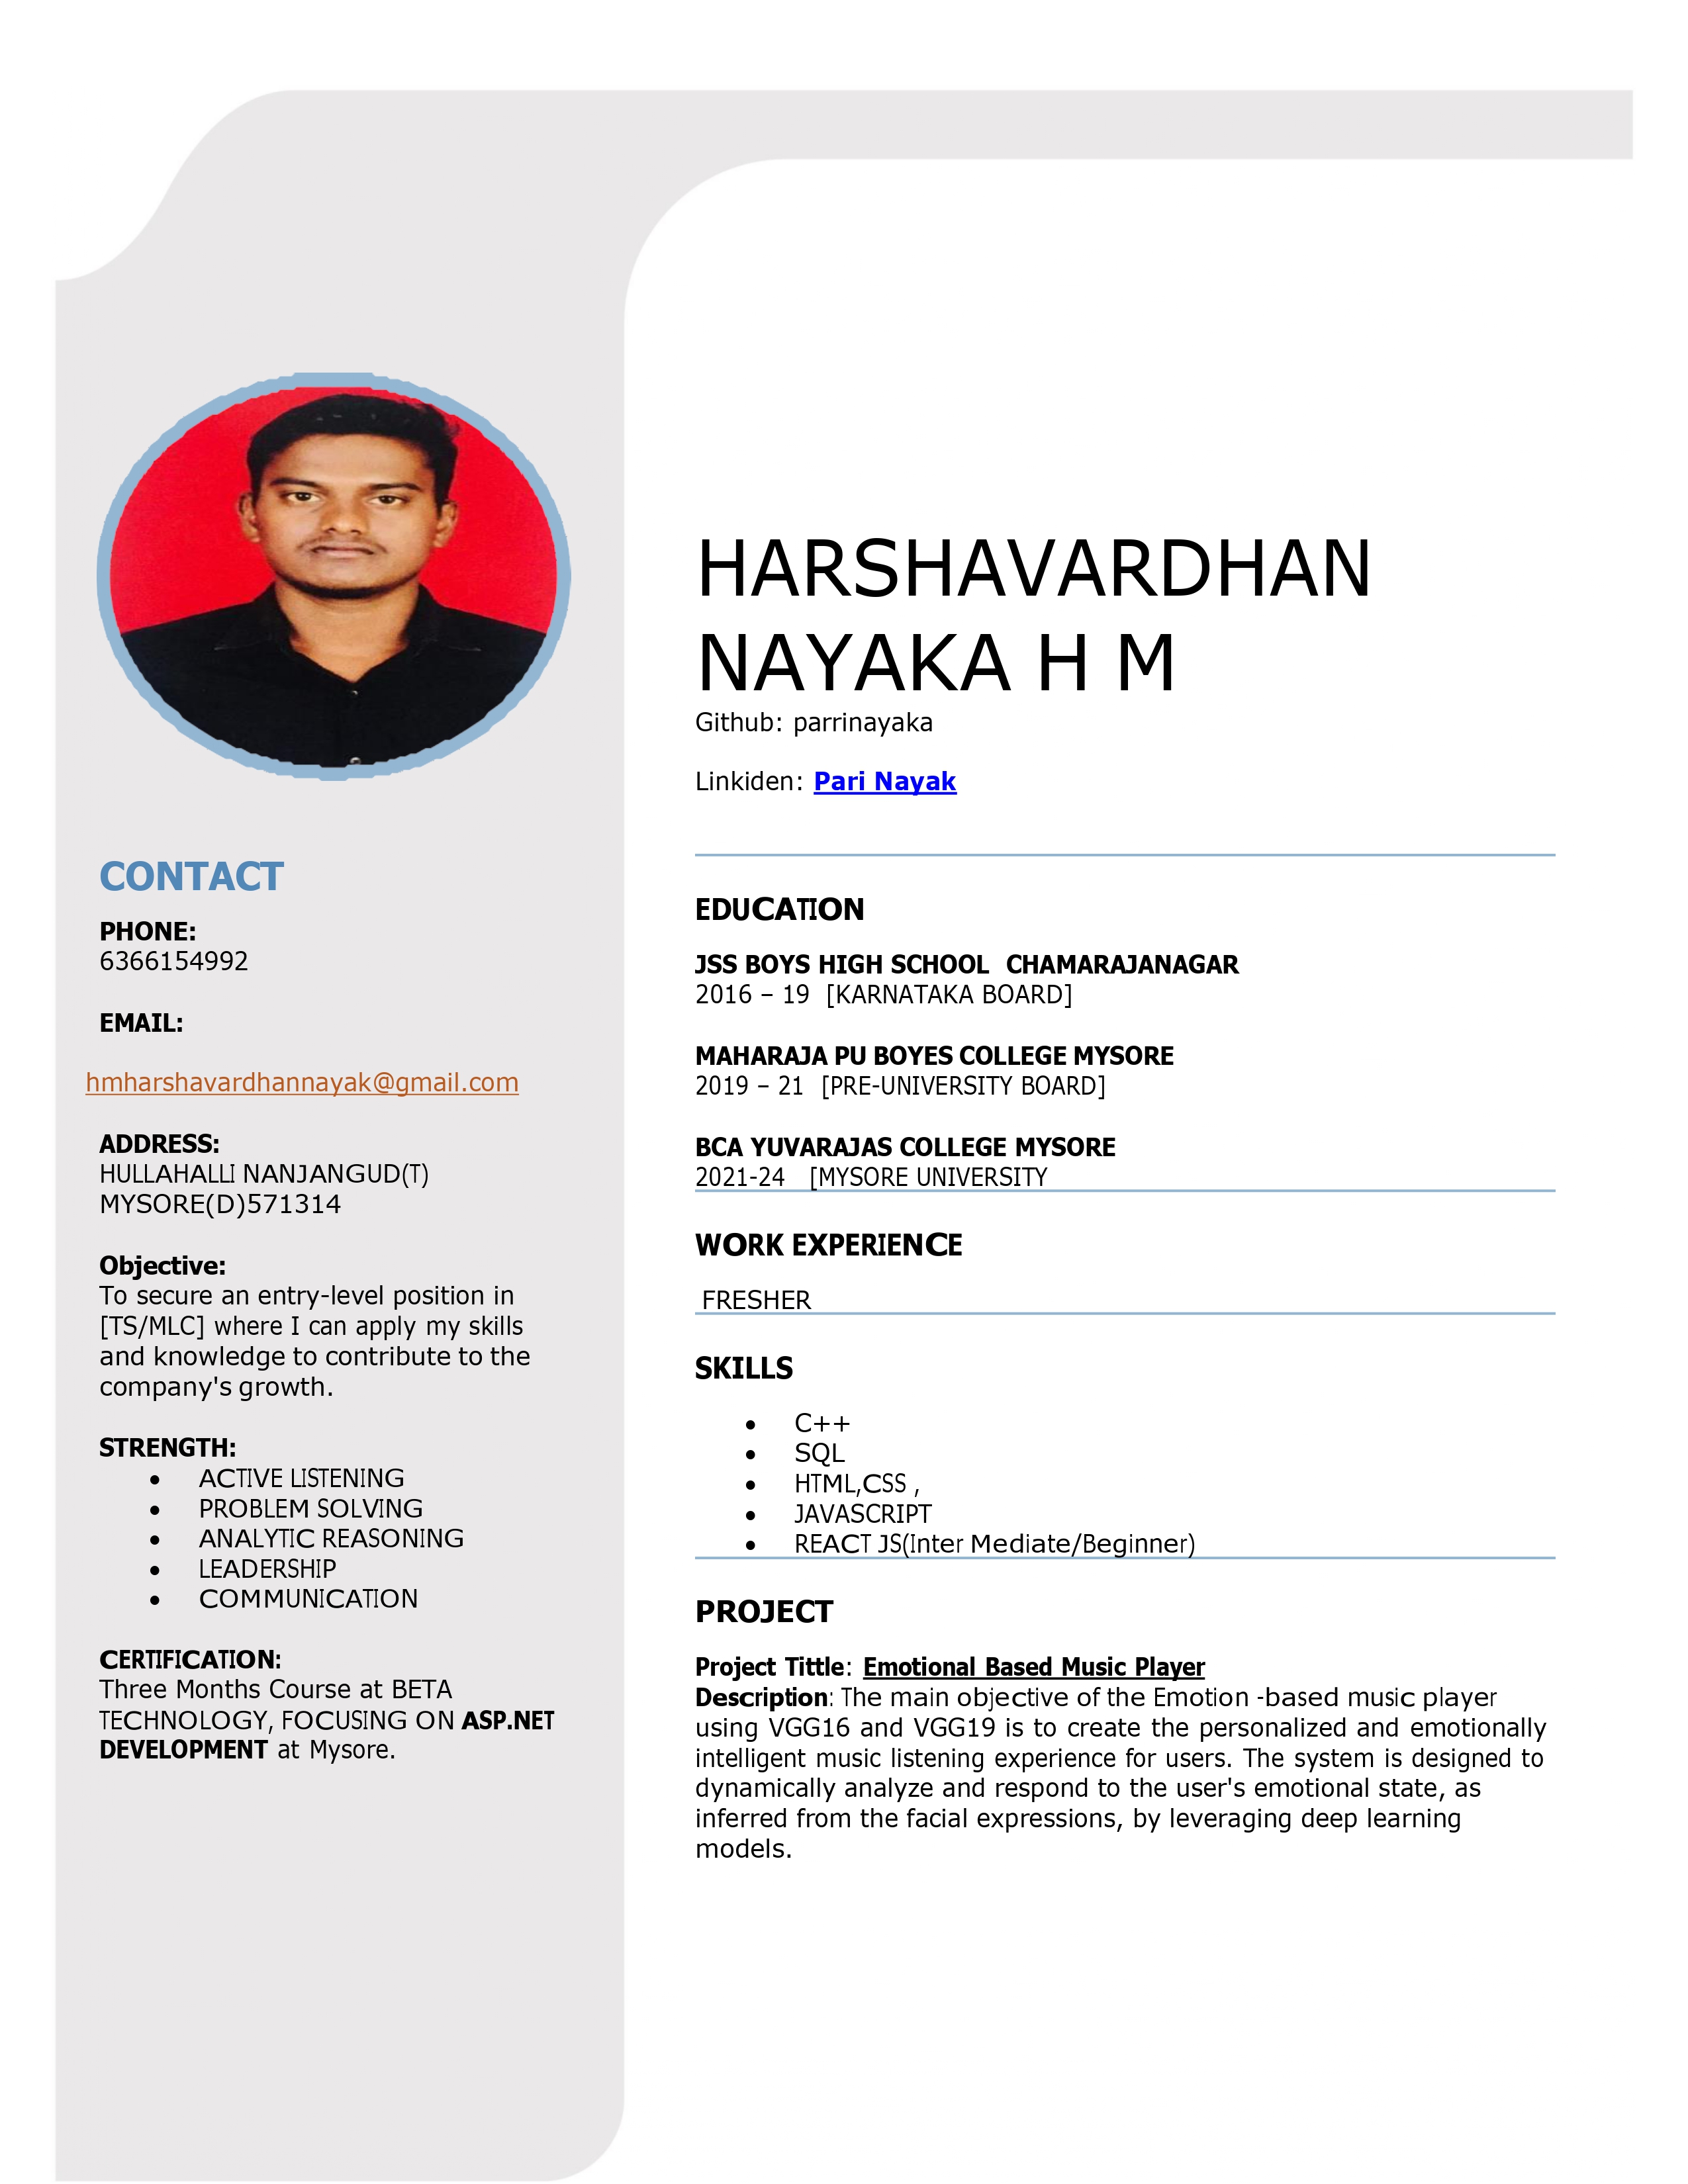 HARSHAVARDHAN
NAYAKA H M
Github: parrinayaka
Linkiden: Pari Nayak
CONTACT
PHONE:
6366154992
EMAIL:
hmharshavardhannayak@gmail.com
ADDRESS:
HULLAHALLI NANJANGUD(T)
MYSORE(D)571314
Objective:
To secure an entry-level position in
[TS/MLC] where I can apply my skills
and knowledge to contribute to the
company's growth.
STRENGTH:
• ACTIVE LISTENING
• PROBLEM SOLVING
• ANALYTIC REASONING
• LEADERSHIP
• COMMUNICATION
CERTIFICATION:
Three Months Course at BETA
TECHNOLOGY, FOCUSING ON ASP.NET
DEVELOPMENT at Mysore.
EDUCATION
JSS BOYS HIGH SCHOOL CHAMARAJANAGAR
2016 – 19 [KARNATAKA BOARD]
MAHARAJA PU BOYES COLLEGE MYSORE
2019 – 21 [PRE-UNIVERSITY BOARD]
BCA YUVARAJAS COLLEGE MYSORE
2021-24 [MYSORE UNIVERSITY
WORK EXPERIENCE
FRESHER
SKILLS
• C++
• SQL
• HTML,CSS ,
• JAVASCRIPT
• REACT JS(Inter Mediate/Beginner)
PROJECT
Project Tittle: Emotional Based Music Player
Description: The main objective of the Emotion -based music player
using VGG16 and VGG19 is to create the personalized and emotionally
intelligent music listening experience for users. The system is designed to
dynamically analyze and respond to the user's emotional state, as
inferred from the facial expressions, by leveraging deep learning
models.